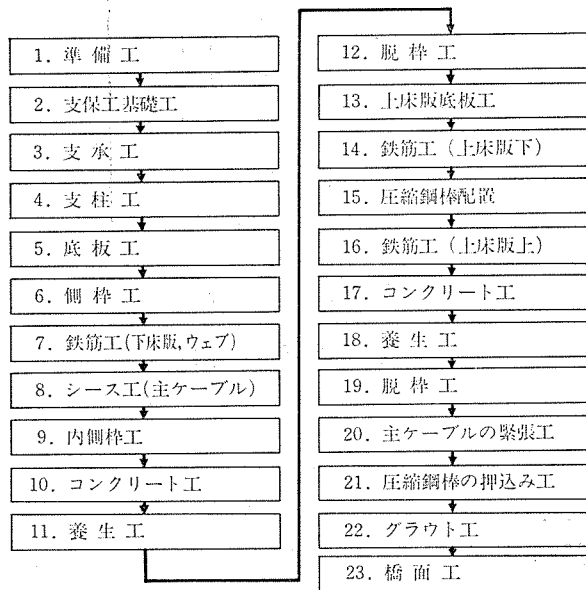 1. 準備工
2. 支保工基礎工
3. 支承工
4. 支柱工
5. 底板工
6. 側枠工
7. 鉄筋工(下床版,ウェブ)
8. シース工(主ケーブル)
9. 内側枠工
10. コンクリート工
11. 養生工
12. 脱枠工
13. 上床版底板工
14. 鉄筋工(上床版下)
15. 圧縮鋼棒配置
16. 鉄筋工(上床版上)
17. コンクリート工
18. 養生工
19. 脱枠工
20. 主ケーブルの緊張工
21. 圧縮鋼棒の押込み工
22. グラウト工
23. 橋面工